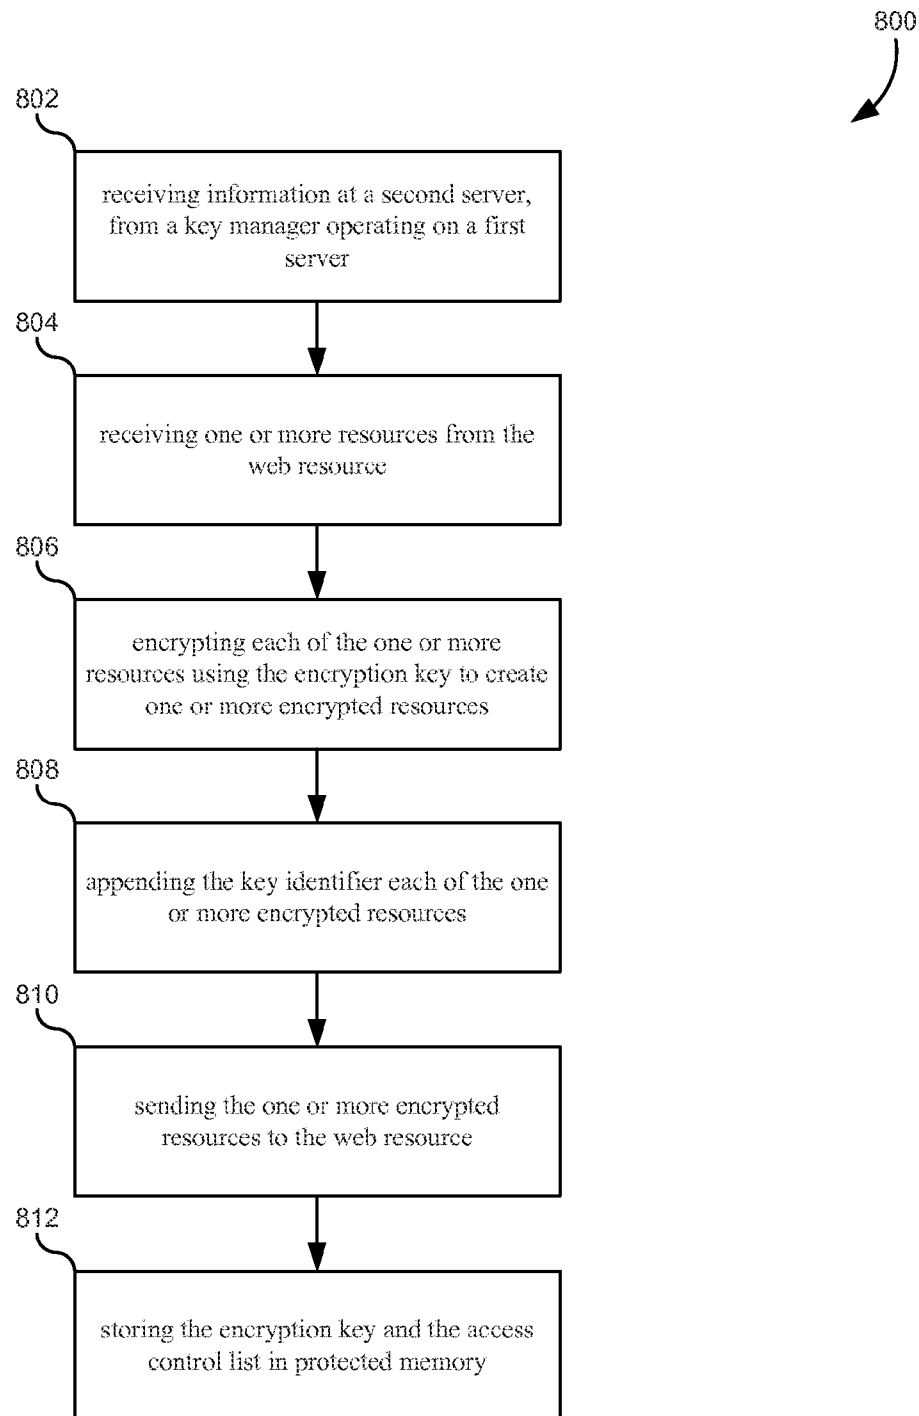 800
802
receiving information at a second server,
from a key manager operating on a first
server
804
receiving one or more resources from the
web resource
806
encrypting each of the one or more
resources using the encryption key to create
one or more encrypted resources
808
appending the key identifier each of the one
or more encrypted resources
810
sending the one or more encrypted
resources to the web resource
812
storing the encryption key and the access
control list in protected memory